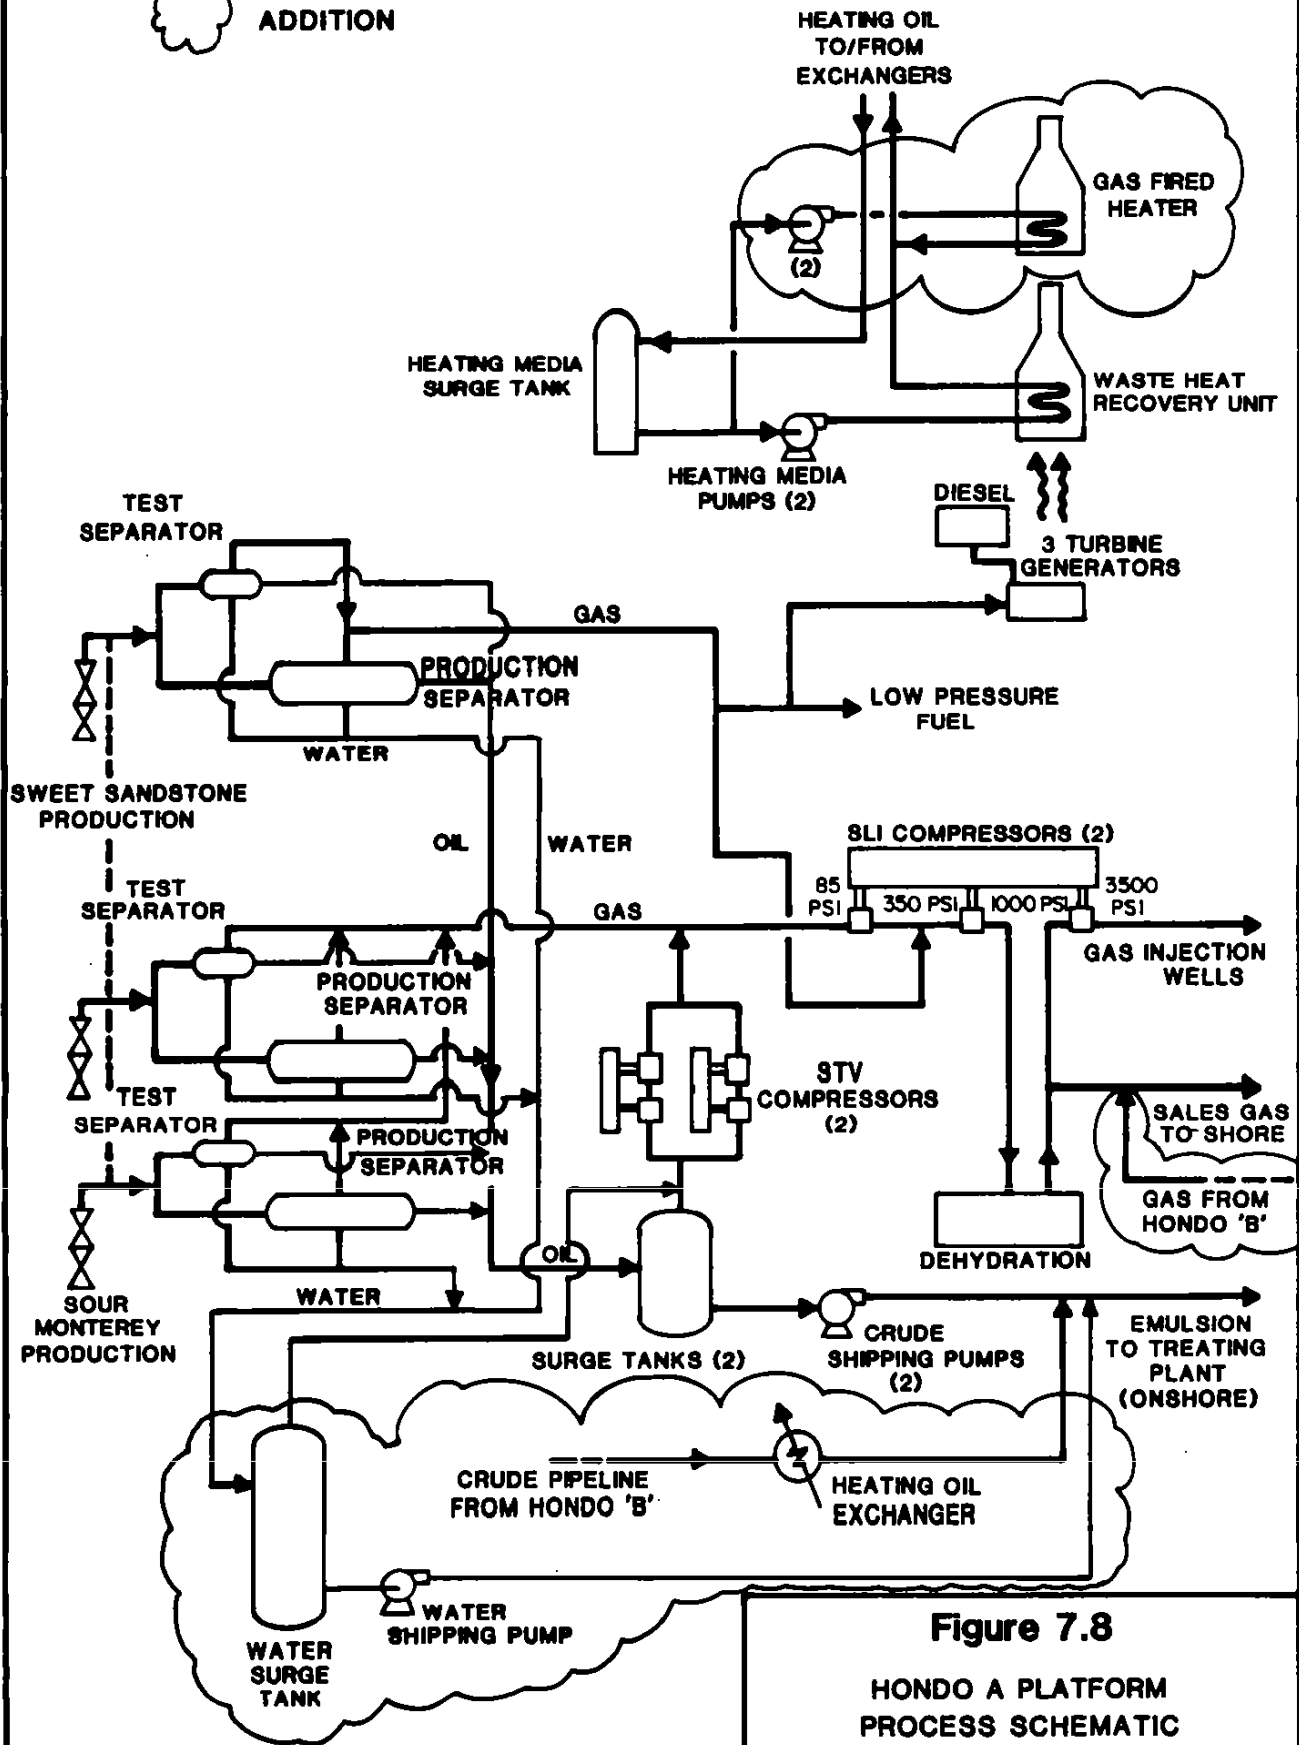 ADDITION
HEATING OIL
TO/FROM
EXCHANGERS
GAS FIRED
HEATER
(2)
HEATING MEDIA
SURGE TANK
WASTE HEAT
RECOVERY UNIT
HEATING MEDIA
PUMPS (2)
DIESEL
3 TURBINE
GENERATORS
TEST
SEPARATOR
GAS
PRODUCTION
SEPARATOR
LOW PRESSURE
FUEL
WATER
SWEET SANDSTONE
PRODUCTION
OIL
WATER
SLI COMPRESSORS (2)
85
PSI
350 PSI
1000 PSI
3500
PSI
TEST
SEPARATOR
GAS
GAS INJECTION
WELLS
PRODUCTION
SEPARATOR
STV
COMPRESSORS
(2)
TEST
SEPARATOR
PRODUCTION
SEPARATOR
SALES GAS
TO SHORE
GAS FROM
HONDO 'B'
DEHYDRATION
OIL
WATER
SOUR
MONTEREY
PRODUCTION
SURGE TANKS (2)
CRUDE
SHIPPING PUMPS
(2)
EMULSION
TO TREATING
PLANT
(ONSHORE)
CRUDE PIPELINE
FROM HONDO 'B'
HEATING OIL
EXCHANGER
WATER
SHIPPING PUMP
WATER
SURGE
TANK
Figure 7.8
HONDO A PLATFORM
PROCESS SCHEMATIC